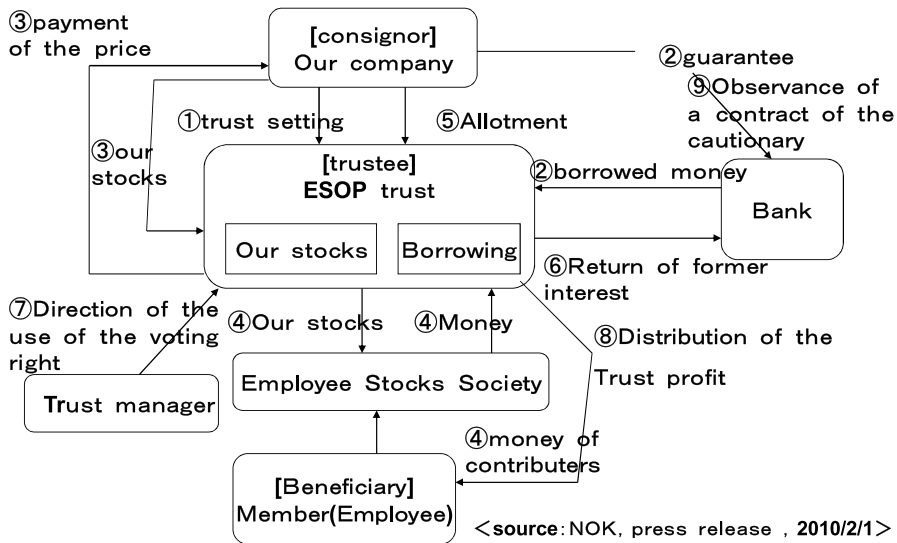 ③payment
of the price
[consignor]
Our company
②guarantee
⑨Observance of
a contract of the
cautionary
①trust setting
⑤Allotment
③our
stocks
[trustee]
ESOP trust
②borrowed money
Bank
Our stocks
Borrowing
⑥Return of former
interest
⑦Direction of the
use of the voting
right
④Our stocks
④Money
⑧Distribution of the
Trust profit
Employee Stocks Society
Trust manager
④money of
contributers
[Beneficiary]
Member(Employee)
<source:NOK, press release , 2010/2/1>